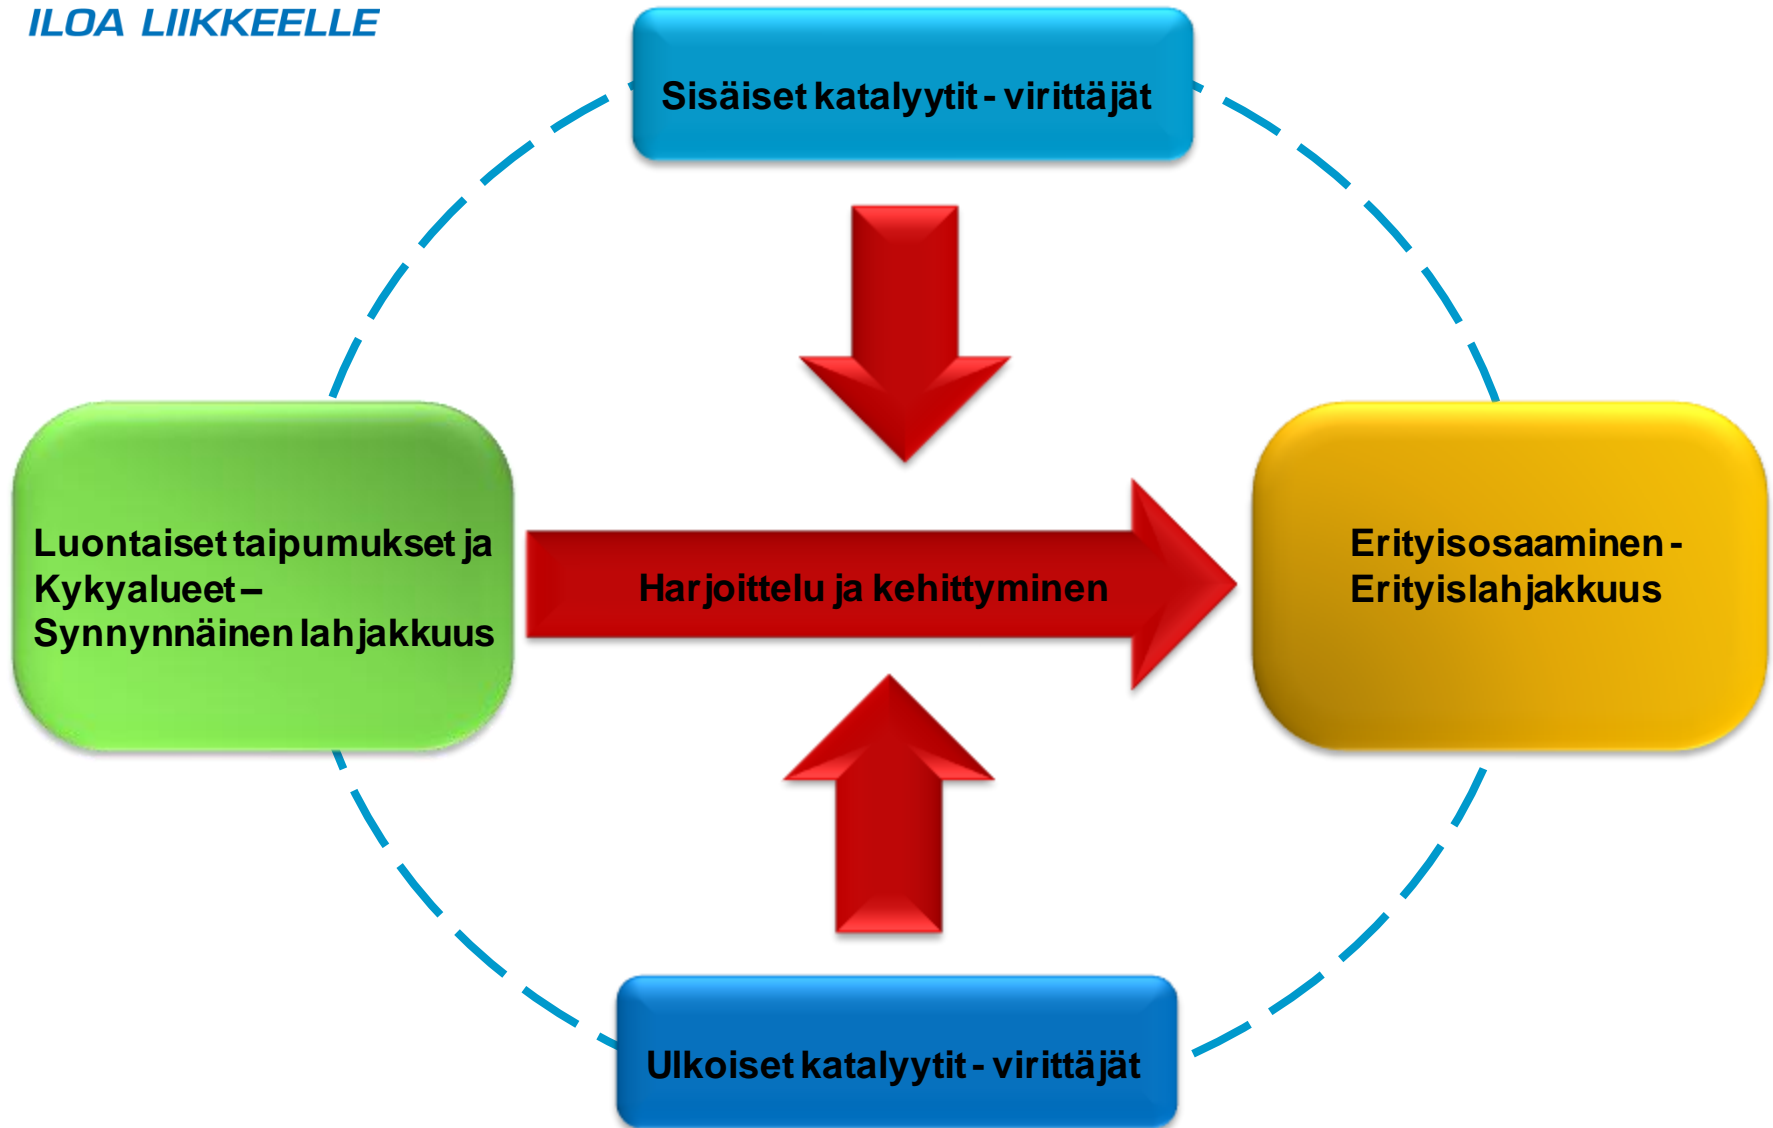 ILOA LIIKKEELLE
Sisäiset katalyytit - virittäjät
Luontaiset taipumukset ja
Kykyalueet –
Synnynnäinen lahjakkuus
Harjoittelu ja kehittyminen
Erityisosaaminen -
Erityislahjakkuus
Ulkoiset katalyytit - virittäjät